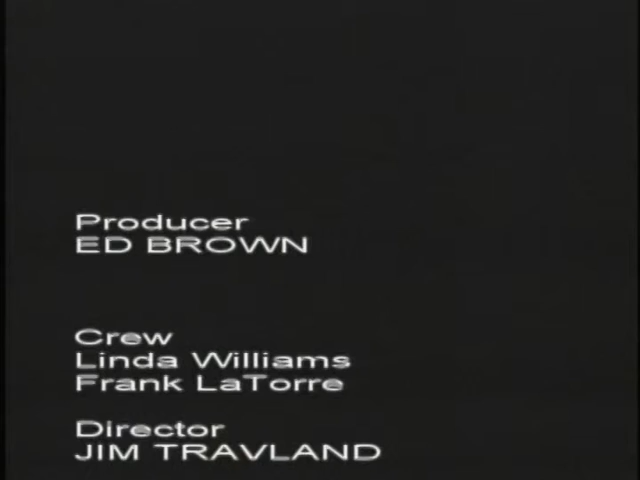 Producer
ED BROWN
Crew
Linda Williams
Frank LaTorre
Director
JIM TRAVLAND